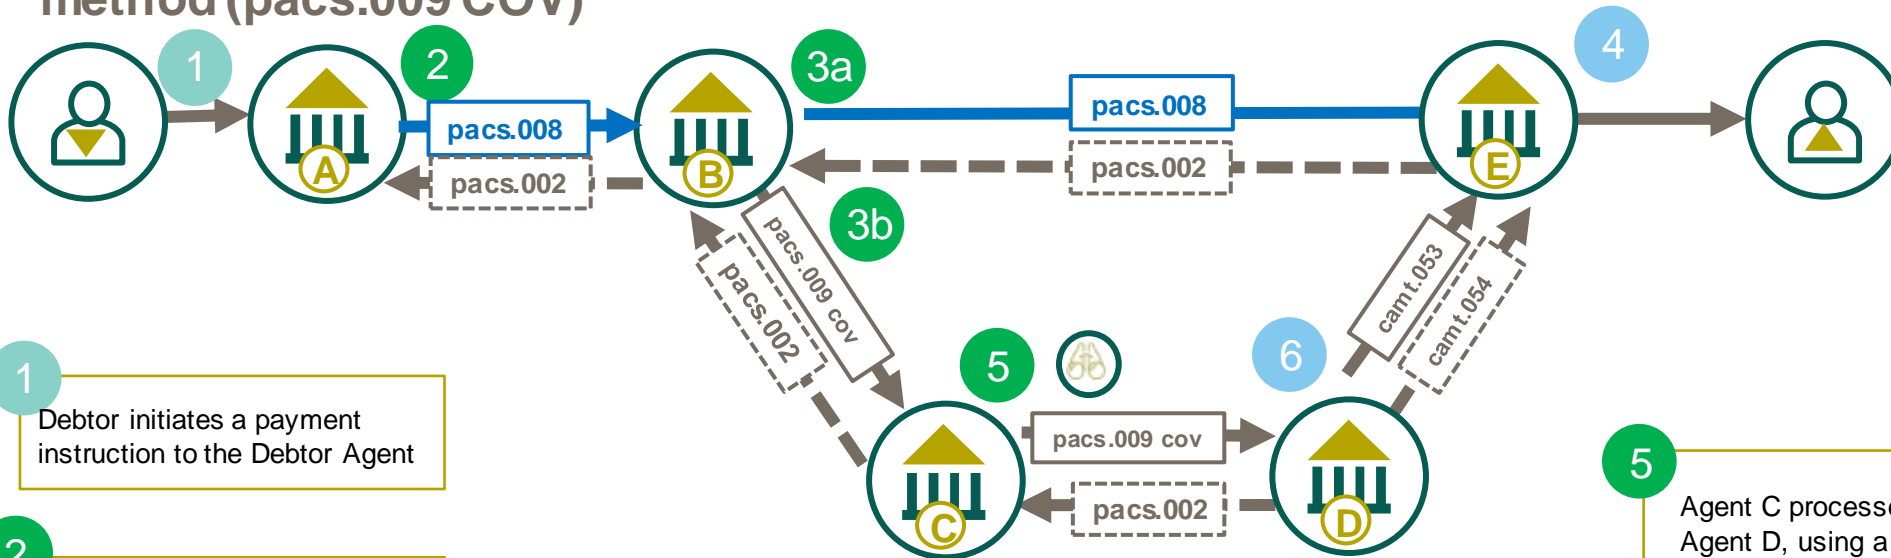 method (pacs.009 COV)
1
2
3a
4
pacs.008
pacs.008
pacs.002
pacs.002
A
B
E
3b
pacs.009 cov
pacs.002
camt.053
camt.054
5
6
pacs.009 cov
pacs.002
C
D
1
Debtor initiates a payment
instruction to the Debtor Agent
2
5
Agent C processe
Agent D, using a